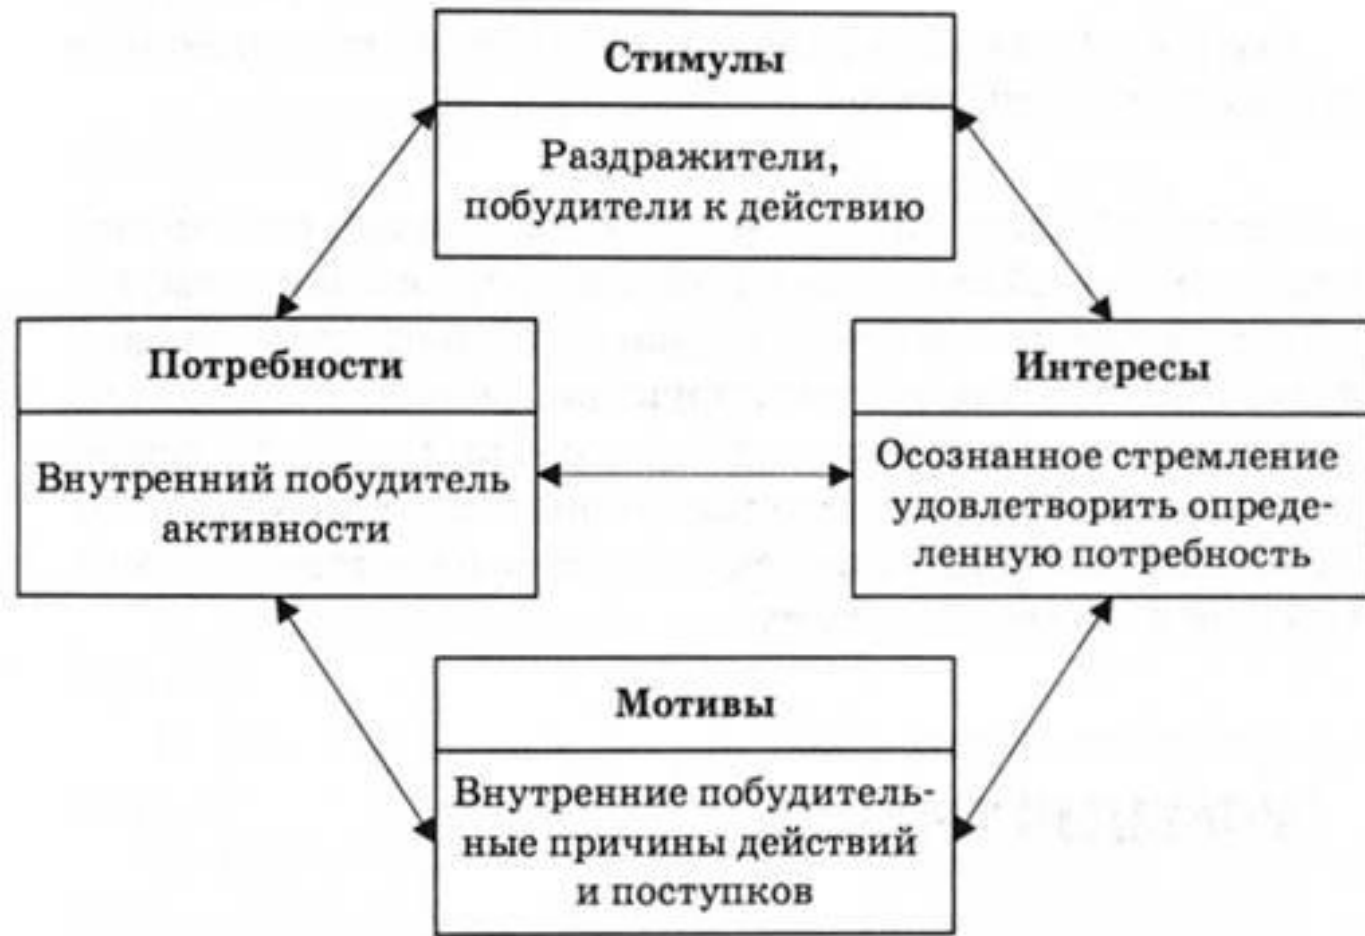 Стимулы
Раздражители,
побудители к действию
Потребности
Внутренний побудитель
активности
Интересы
Осознанное стремление
удовлетворить опреде-
ленную потребность
Мотивы
Внутренние побудитель-
ные причины действий
и поступков